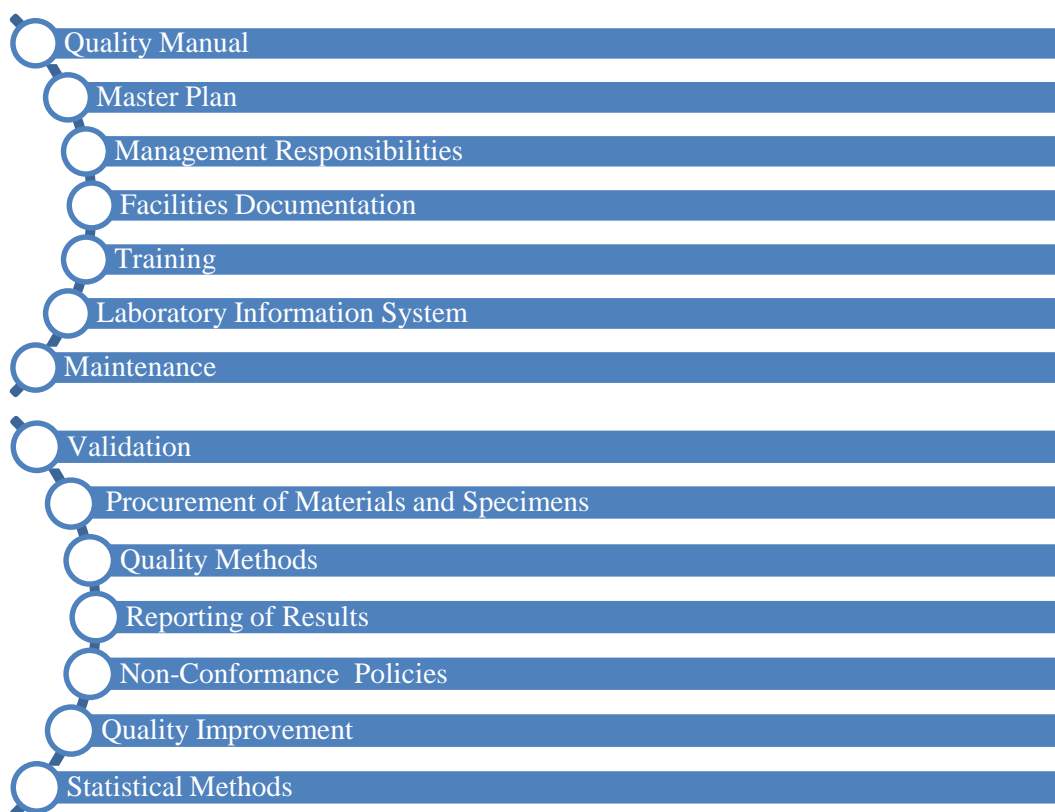 Quality Manual
Master Plan
Management Responsibilities
Facilities Documentation
Training
Laboratory Information System
Maintenance
Validation
Procurement of Materials and Specimens
Quality Methods
Reporting of Results
Non-Conformance  Policies
Quality Improvement
Statistical Methods